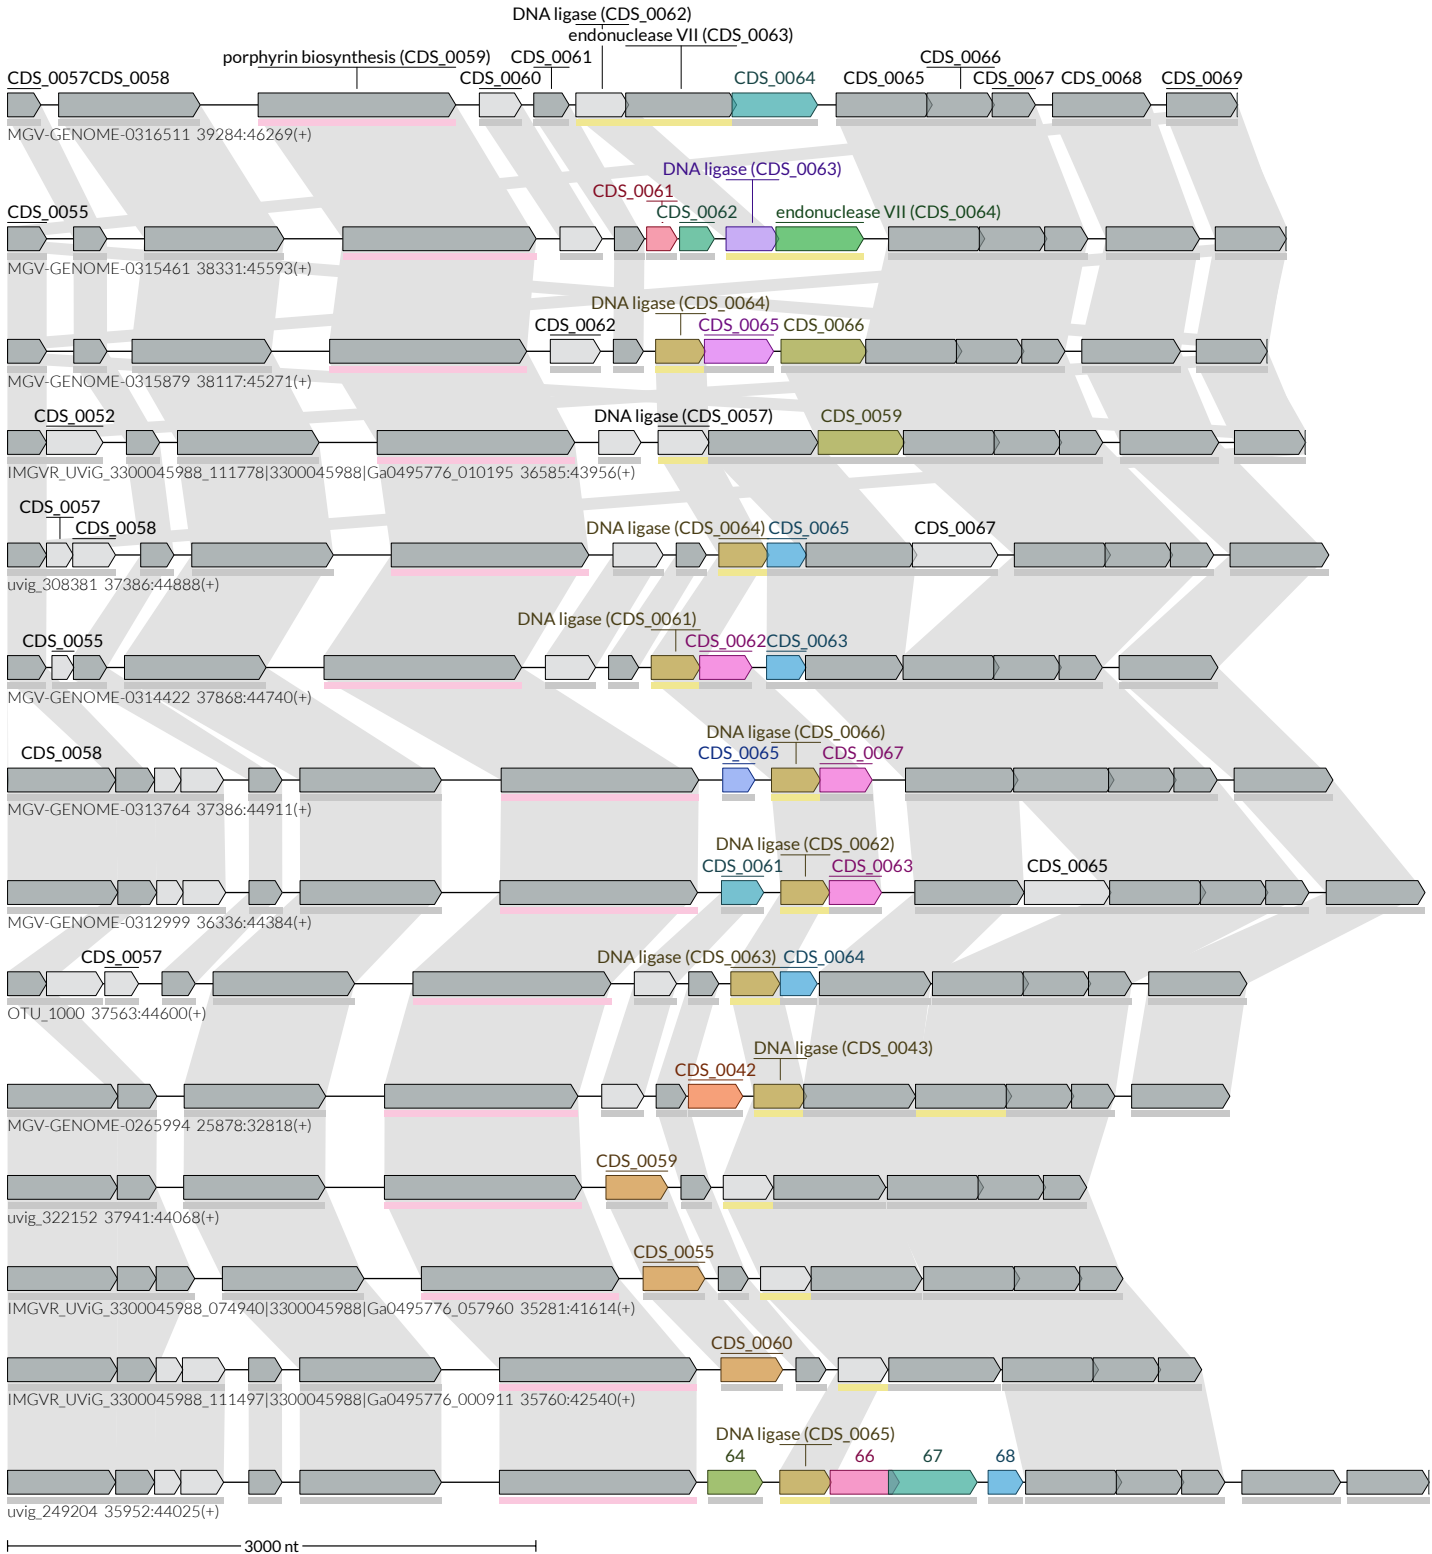 DNA ligase (CDS_0062)
endonuclease VII (CDS_0063)
porphyrin biosynthesis (CDS_0059) CDS_0061 CDS_0066
CDS_0057CDS_0058 CDS_0060 CDS_0064 CDS_0065 CDS_0067 CDS_0068 CDS_0069
MGV-GENOME-0316511 39284:46269(+)
DNA ligase (CDS_0063)
CDS_0061
CDS_0055 CDS_0062 endonuclease VII (CDS_0064)
MGV-GENOME-0315461 38331:45593(+)
DNA ligase (CDS_0064)
CDS_0062 CDS_0065 CDS_0066
MGV-GENOME-0315879 38117:45271(+)
CDS_0052 DNA ligase (CDS_0057) CDS_0059
IMGVR_UViG_3300045988_111778|3300045988|Ga0495776_010195 36585:43956(+)
CDS_0057
CDS_0058 DNA ligase (CDS_0064) CDS_0065 CDS_0067
uvig_308381 37386:44888(+)
DNA ligase (CDS_0061)
CDS_0055 CDS_0062 CDS_0063
MGV-GENOME-0314422 37868:44740(+)
DNA ligase (CDS_0066)
CDS_0058 CDS_0065 CDS_0067
MGV-GENOME-0313764 37386:44911(+)
DNA ligase (CDS_0062)
CDS_0061 CDS_0063 CDS_0065
MGV-GENOME-0312999 36336:44384(+)
CDS_0057 DNA ligase (CDS_0063) CDS_0064
OTU_1000 37563:44600(+)
DNA ligase (CDS_0043)
CDS_0042
MGV-GENOME-0265994 25878:32818(+)
CDS_0059
uvig_322152 37941:44068(+)
CDS_0055
IMGVR_UViG_3300045988_074940|3300045988|Ga0495776_057960 35281:41614(+)
CDS_0060
IMGVR_UViG_3300045988_111497|3300045988|Ga0495776_000911 35760:42540(+)
DNA ligase (CDS_0065)
64 66 67 68
uvig_249204 35952:44025(+)
3000 nt